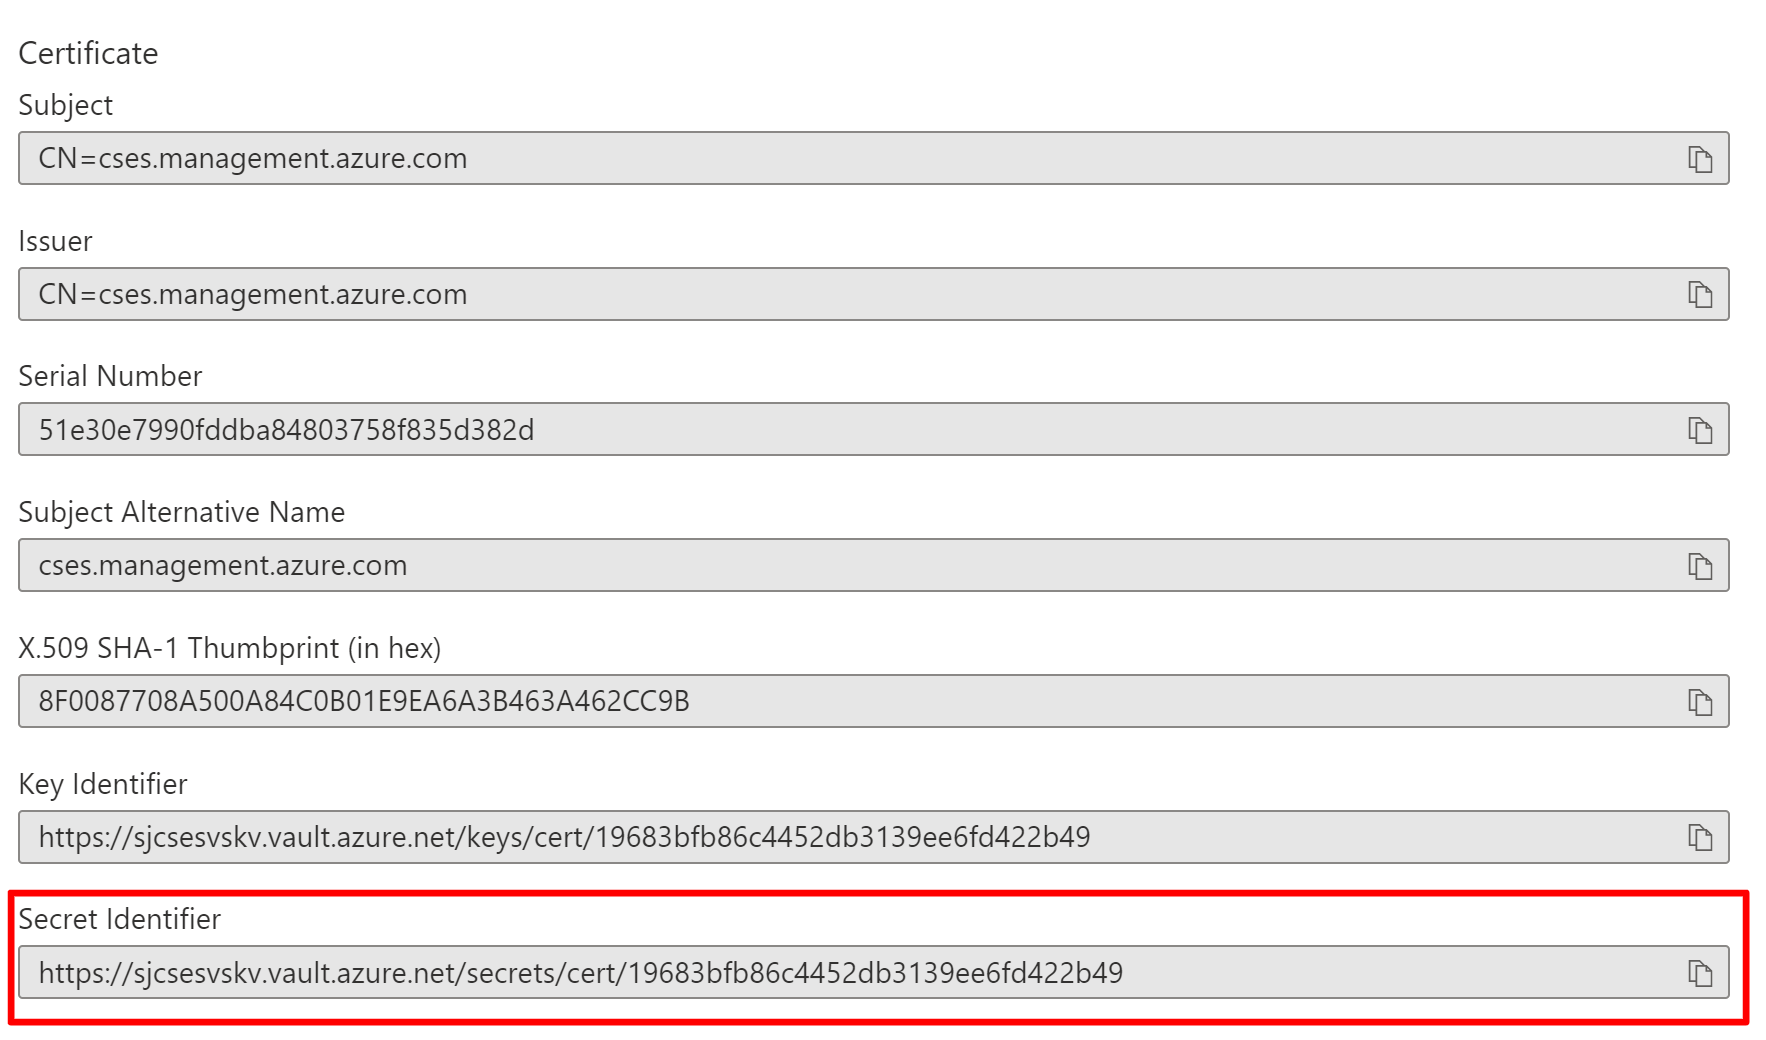 Certificate
Subject
CN=cses.management.azure.com
Issuer
CN=cses.management.azure.com
Serial Number
51e30e7990fddba84803758f835d382d
Subject Alternative Name
cses.management.azure.com
X.509 SHA-1 Thumbprint (in hex)
8F0087708A500A84C0B01E9EA6A3B463A462CC9B
Key Identifier
https://sjcsesvskv.vault.azure.net/keys/cert/19683bfb86c4452db3139ee6fd422b49
Secret Identifier
https://sjcsesvskv.vault.azure.net/secrets/cert/19683bfb86c4452db3139ee6fd422b49